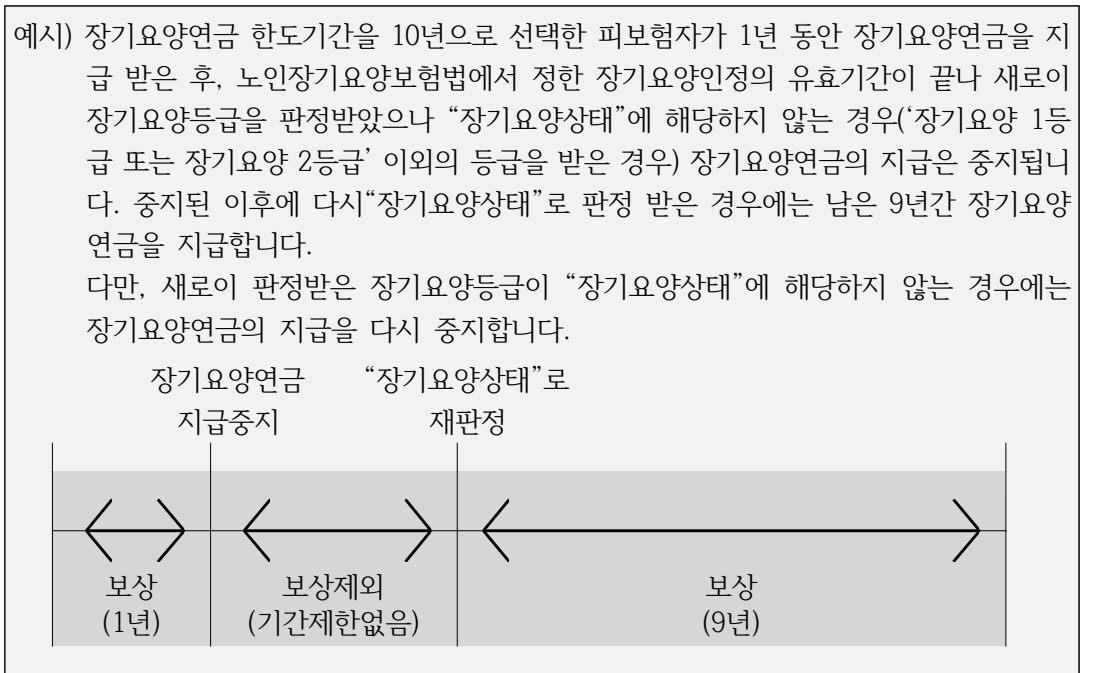 예시) 장기요양연금 한도기간을 10년으로 선택한 피보험자가 1년 동안 장기요양연금을 지
급 받은 후, 노인장기요양보험법에서 정한 장기요양인정의 유효기간이 끝나 새로이
장기요양등급을 판정받았으나 “장기요양상태”에 해당하지 않는 경우(‘장기요양 1등
급 또는 장기요양 2등급’ 이외의 등급을 받은 경우) 장기요양연금의 지급은 중지됩니
다. 중지된 이후에 다시“장기요양상태”로 판정 받은 경우에는 남은 9년간 장기요양
연금을 지급합니다.
다만, 새로이 판정받은 장기요양등급이 “장기요양상태”에 해당하지 않는 경우에는
장기요양연금의 지급을 다시 중지합니다.
장기요양연금 “장기요양상태”로
지급중지 재판정
보상 보상제외 보상
(1년) (기간제한없음) (9년)